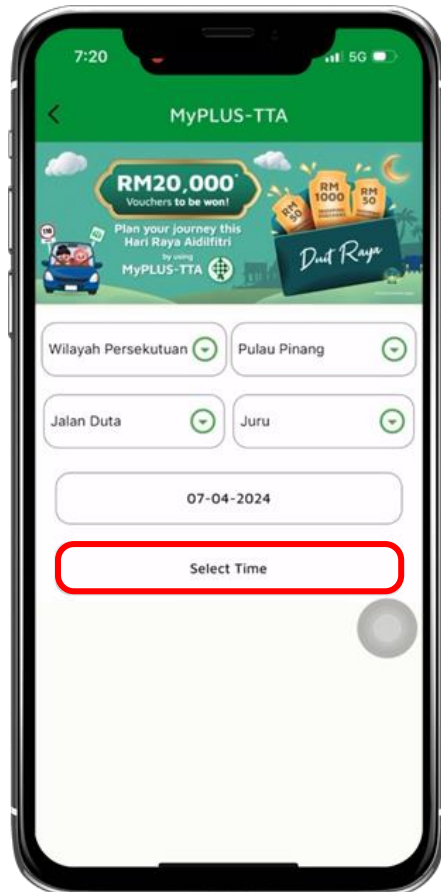 7:20
5G
MyPLUS-TTA
RM20,000*
Vouchers to be won!
Plan your journey this
Hari Raya Aidilfitri
by using
MyPLUS-TTA
110
RM
50
RM
1000
RM
50
Duit Raya
Wilayah Persekutuan
Pulau Pinang
Jalan Duta
Juru
07-04-2024
Select Time